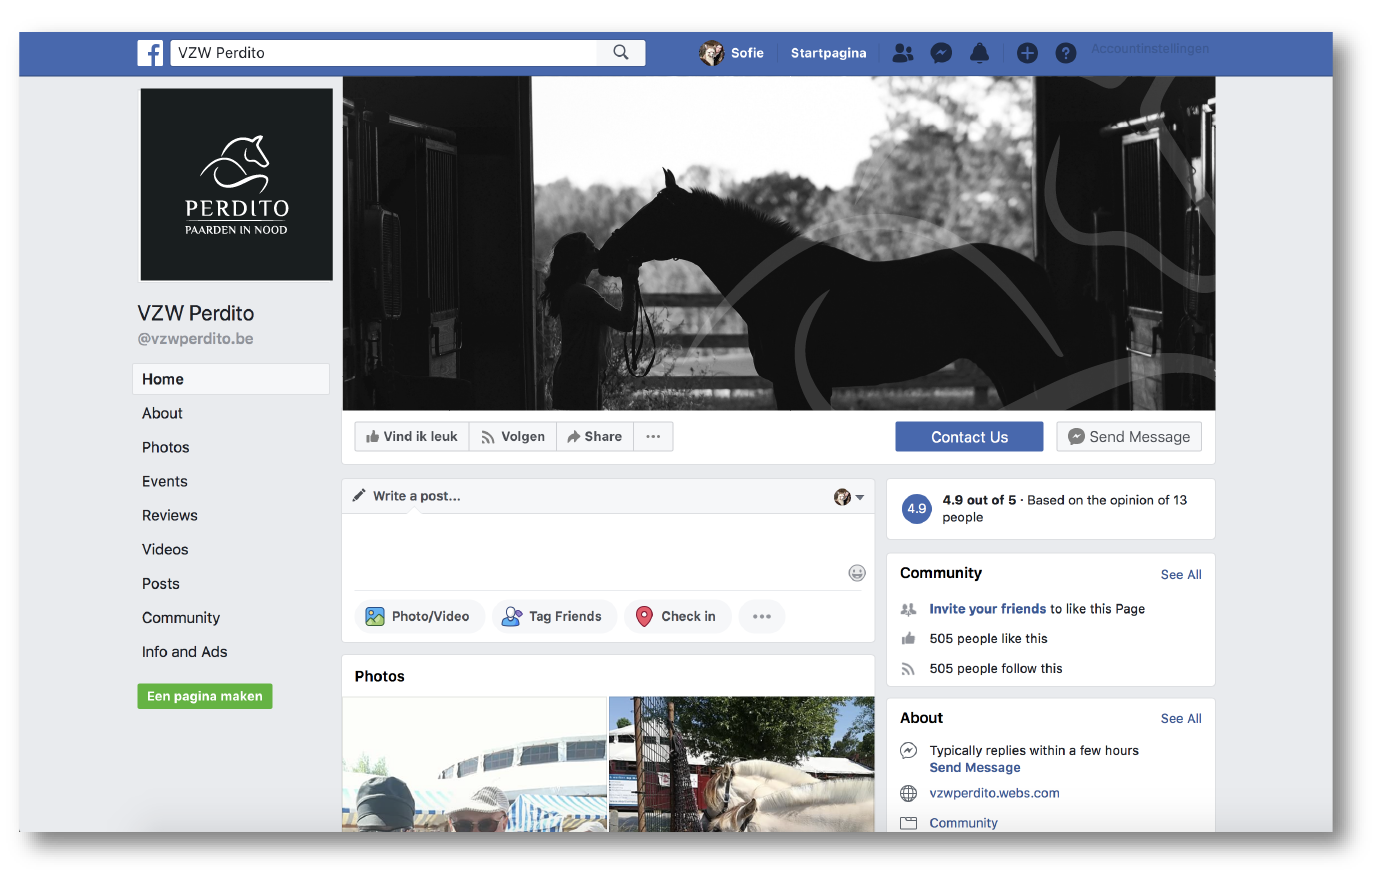 VZW Perdito
Sofie
Startpagina
Accountinstellingen
PERDITO
PAARDEN IN NOOD
VZW Perdito
@vzwperdito.be
Home
About
Photos
Events
Reviews
Videos
Posts
Community
Info and Ads
Een pagina maken
Vind ik leuk
Volgen
Share
Contact Us
Send Message
Write a post...
Photo/Video
Tag Friends
Check in
Photos
4.9
4.9 out of 5 · Based on the opinion of 13
people
Community
See All
Invite your friends to like this Page
505 people like this
505 people follow this
About
See All
Typically replies within a few hours
Send Message
vzwperdito.webs.com
Community